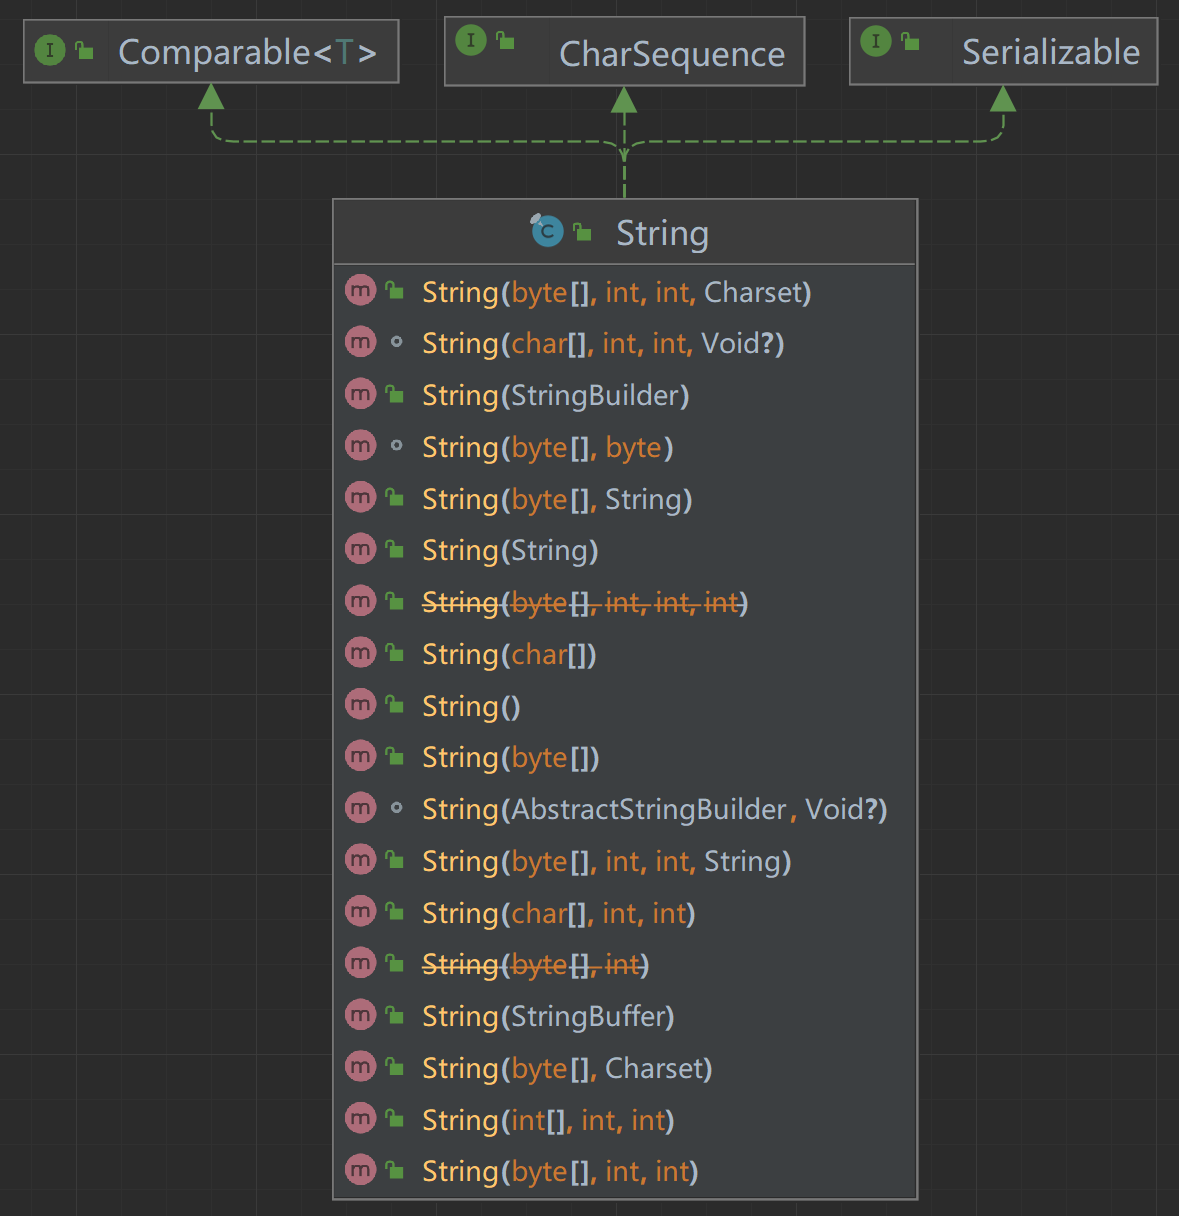 Comparable<T>
CharSequence
Serializable
String
String(byte[], int, int, Charset)
String(char[], int, int, Void?)
String(StringBuilder)
String(byte[], byte)
String(byte[], String)
String(String)
String(byte[], int, int, int)
String(char[])
String()
String(byte[])
String(AbstractStringBuilder, Void?)
String(byte[], int, int, String)
String(char[], int, int)
String(byte[], int)
String(StringBuffer)
String(byte[], Charset)
String(int[], int, int)
String(byte[], int, int)